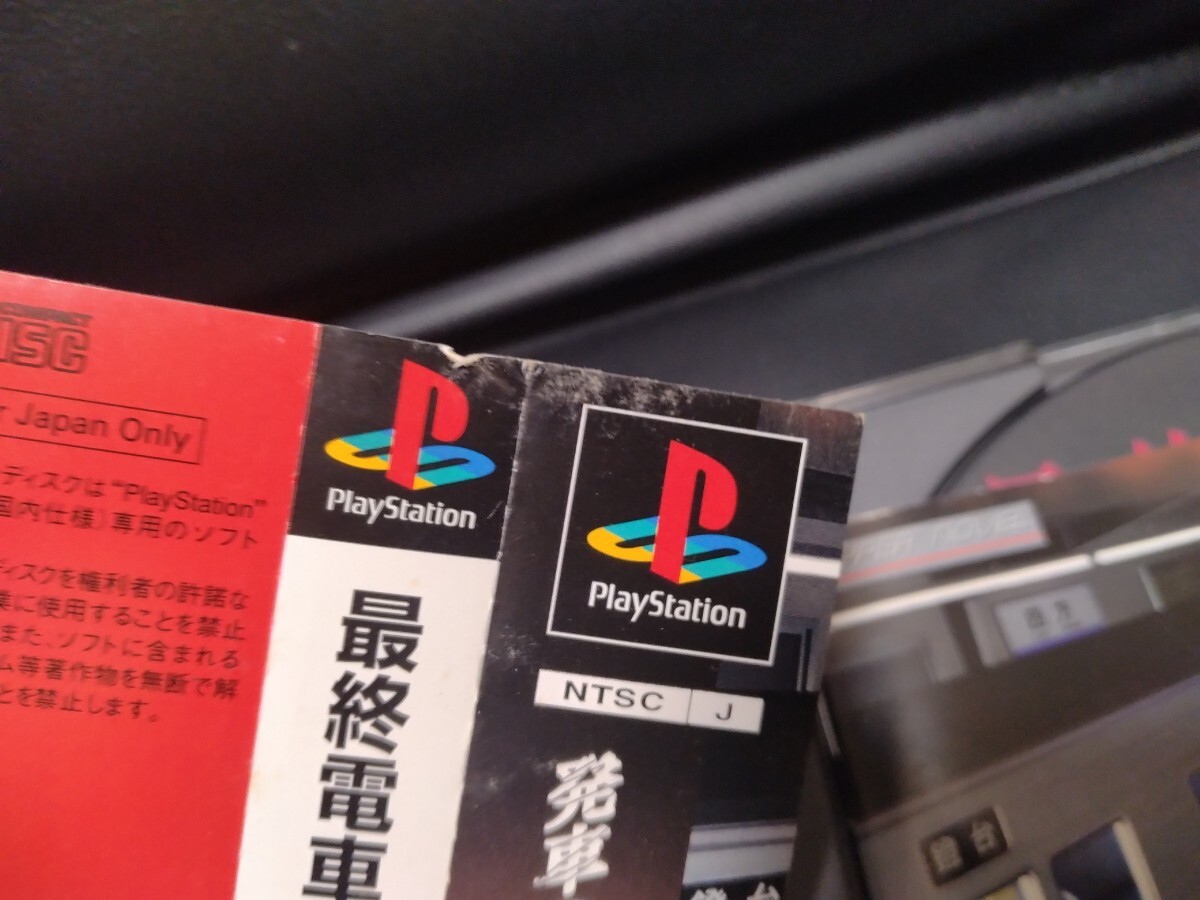 DISC
r Japan Only
ーディスクは“PlayStation”
国内仕様）専用のソフト
ディスクを権利者の許諾な
業に使用することを禁止
また、ソフトに含まれる
ム等著作物を無断で解
とを禁止します。
PlayStation
最終電車
PlayStation
NTSC J
発車